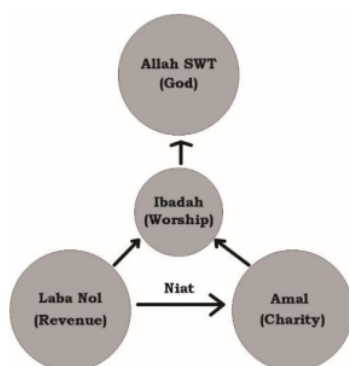 Allah SWT
(God)
Ibadah
(Worship)
Niat
Laba Nol
(Revenue)
Amal
(Charity)